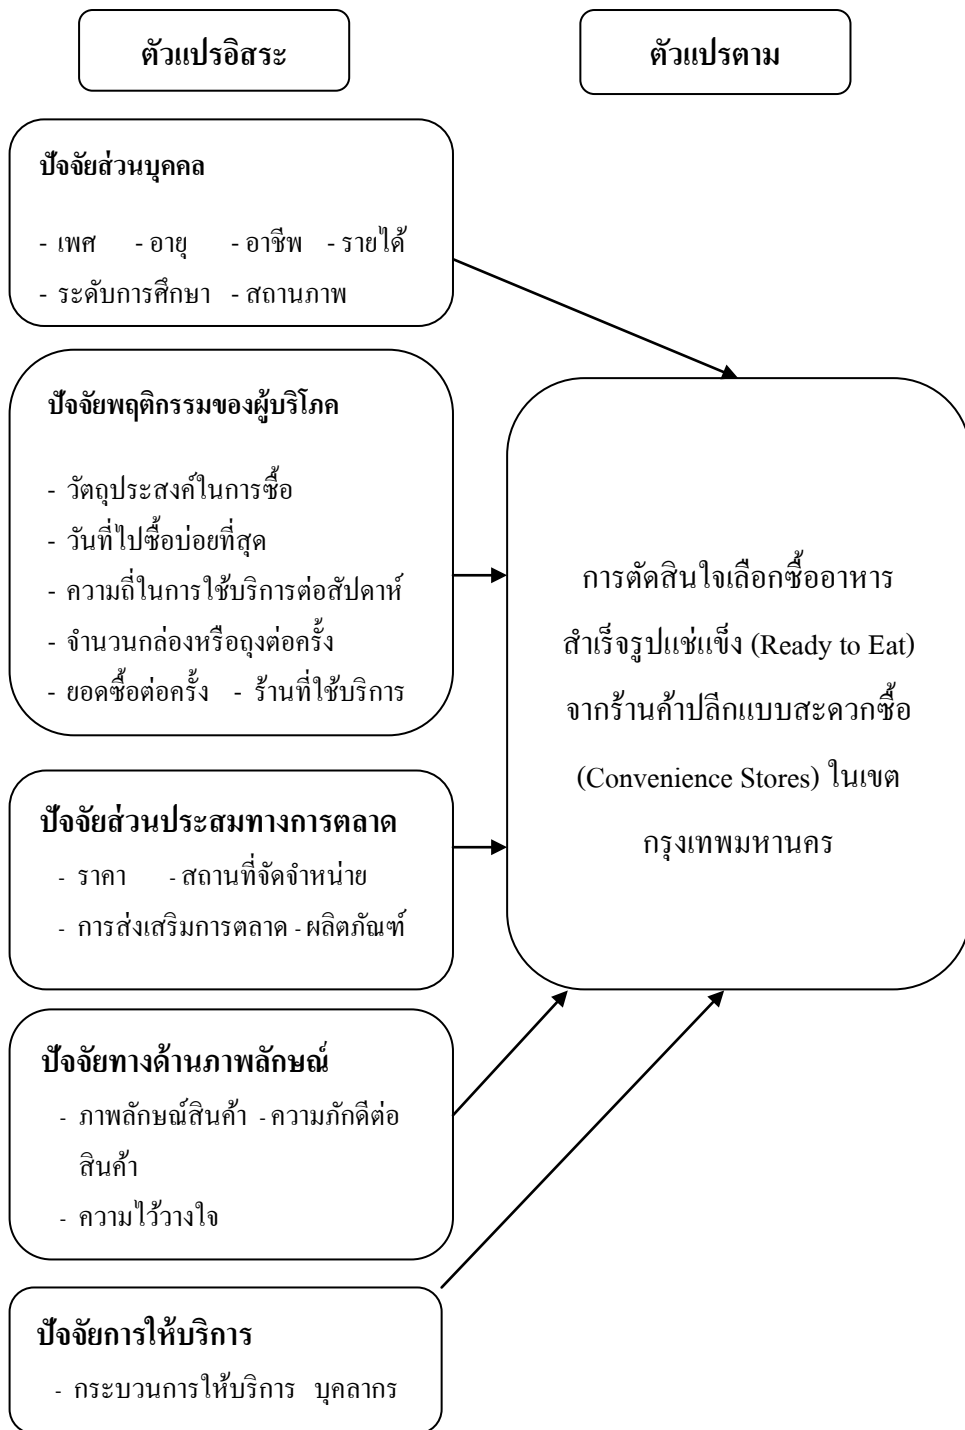 ตัวแปรอิสระ
ตัวแปรตาม
ปัจจัยส่วนบุคคล
- เพศ - อายุ - อาชีพ - รายได้
- ระดับการศึกษา - สถานภาพ
ปัจจัยพฤติกรรมของผู้บริโภค
- วัตถุประสงค์ในการซื้อ
- วันที่ไปซื้อบ่อยที่สุด
- ความถี่ในการใช้บริการต่อสัปดาห์
- จำนวนกล่องหรือถุงต่อครั้ง
- ยอดซื้อต่อครั้ง - ร้านที่ใช้บริการ
ปัจจัยส่วนประสมทางการตลาด
- ราคา - สถานที่จัดจำหน่าย
- การส่งเสริมการตลาด - ผลิตภัณฑ์
ปัจจัยทางด้านภาพลักษณ์
- ภาพลักษณ์สินค้า - ความภักดีต่อ
สินค้า
- ความไว้วางใจ
ปัจจัยการให้บริการ
- กระบวนการให้บริการ บุคลากร
การตัดสินใจเลือกซื้ออาหาร
สำเร็จรูปแช่แข็ง (Ready to Eat)
จากร้านค้าปลีกแบบสะดวกซื้อ
(Convenience Stores) ในเขต
กรุงเทพมหานคร